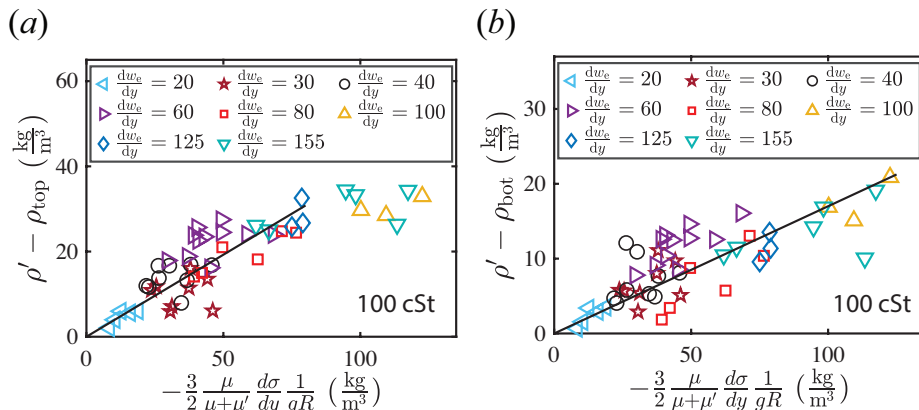 (a) (b)
60 30
dw_e/dy = 20 dw_e/dy = 30 dw_e/dy = 40
dw_e/dy = 60 dw_e/dy = 80 dw_e/dy = 100
dw_e/dy = 125 dw_e/dy = 155
dw_e/dy = 20 dw_e/dy = 30 dw_e/dy = 40
dw_e/dy = 60 dw_e/dy = 80 dw_e/dy = 100
dw_e/dy = 125 dw_e/dy = 155
ρ′ − ρ_top (kg/m³)
ρ′ − ρ_bot (kg/m³)
40 20
20 10
100 cSt 100 cSt
0 0
0 50 100 0 50 100
−3/2 μ/(μ+μ′) dσ/dy 1/(gR) (kg/m³)
−3/2 μ/(μ+μ′) dσ/dy 1/(gR) (kg/m³)